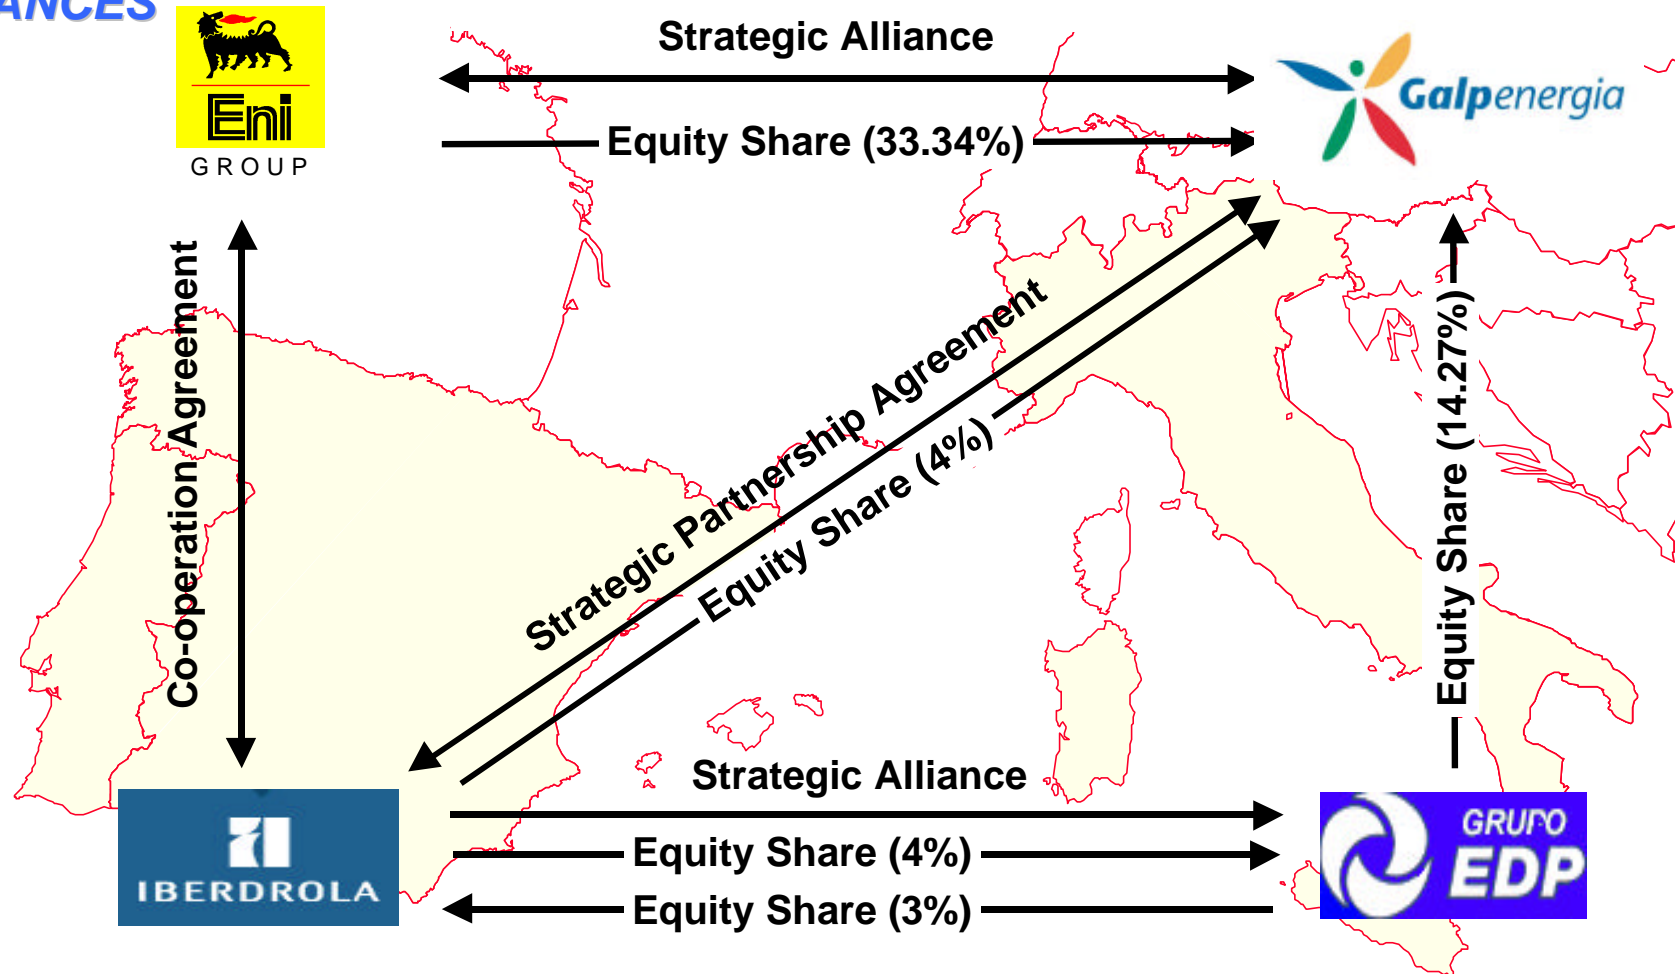 ANCES
Strategic Alliance
Eni
GROUP
Galpenergia
Equity Share (33.34%)
Co-operation Agreement
Strategic Partnership Agreement
Equity Share (4%)
Equity Share (14.27%)
Strategic Alliance
IBERDROLA
Equity Share (4%)
Equity Share (3%)
GRUPO
EDP